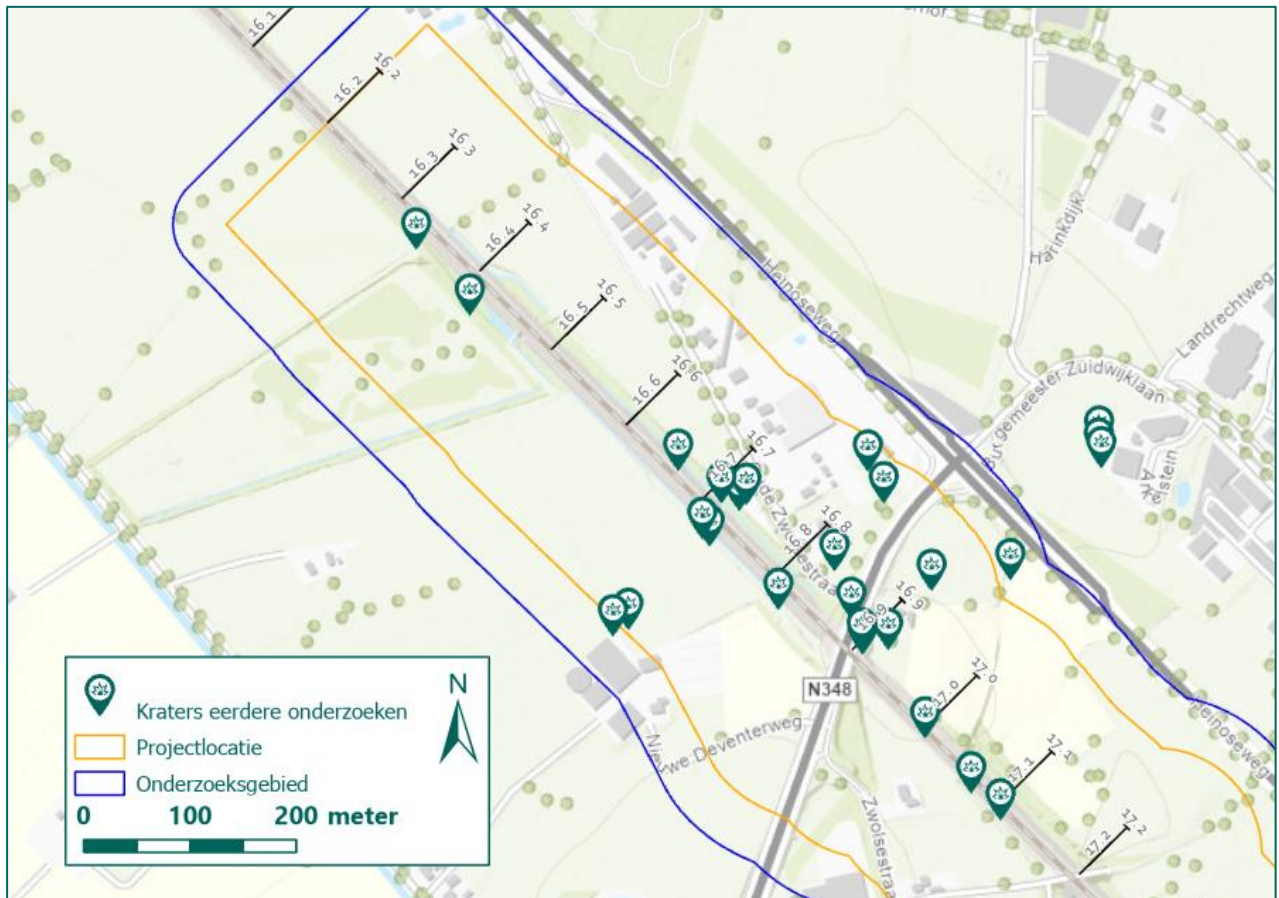 16.1
16.2
16.2
16.3
16.3
16.4
16.4
16.5
16.5
16.6
16.6
16.7
16.7
16.8
16.8
16.9
16.9
17.0
17.0
17.1
17.1
17.2
17.2
Heinoseweg
Harinkdijk
Landrechtweg
Burgemeester Zuidwijklaan
Arkelstein
N348
we Deventerweg
Zwolsestraa
Heinoseweg
Kraters eerdere onderzoeken
N
Projectlocatie
Onderzoeksgebied
0 100 200 meter